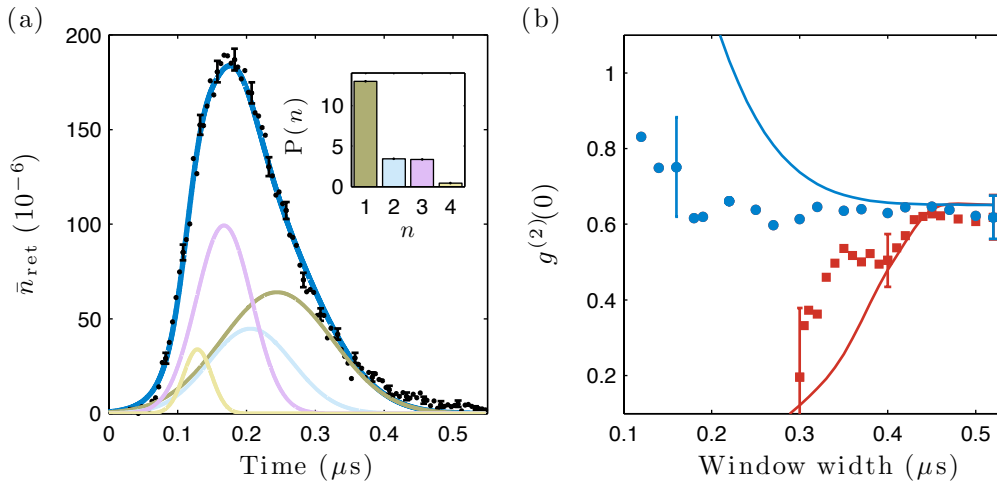 (a)
200
150
100
50
0
n̄ret (10−6)
0 0.1 0.2 0.3 0.4 0.5
Time (μs)
10
5
0
P(n)
1 2 3 4
n
(b)
1
0.8
0.6
0.4
0.2
g(2)(0)
0.1 0.2 0.3 0.4 0.5
Window width (μs)